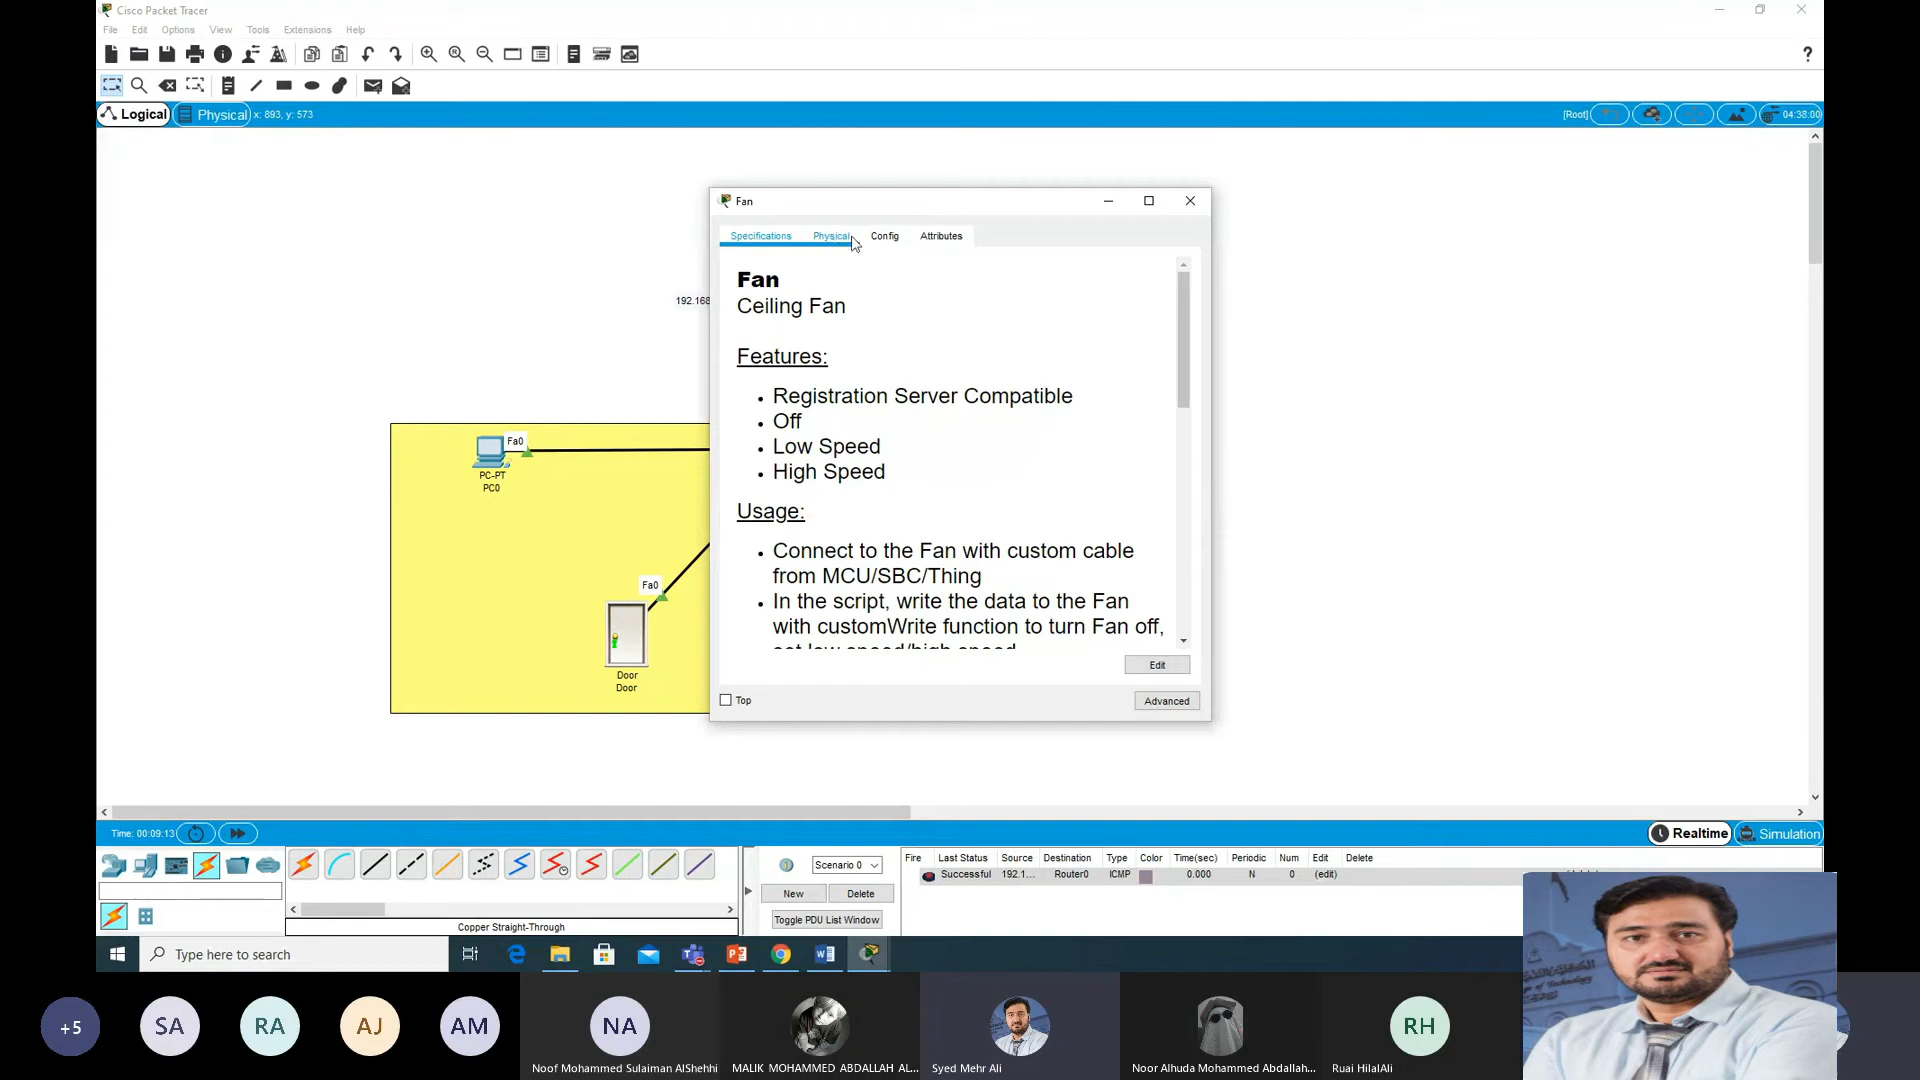 Cisco Packet Tracer
File Edit Options View Tools Extensions Help
?
Logical Physical x: 893, y: 573
[Root] 04:38:00
Fan
Specifications Physical Config Attributes
Fan
Ceiling Fan
Features:
Registration Server Compatible
Off
Low Speed
High Speed
Usage:
Connect to the Fan with custom cable
from MCU/SBC/Thing
In the script, write the data to the Fan
with customWrite function to turn Fan off,
set low speed/high speed
Edit
Top
Advanced
192.168
Fa0
PC-PT
PC0
Fa0
Door
Door
Time: 00:09:13
Realtime Simulation
Scenario 0
New Delete
Toggle PDU List Window
Copper Straight-Through
Fire Last Status Source Destination Type Color Time(sec) Periodic Num Edit Delete
Successful 192.1... Router0 ICMP 0.000 N 0 (edit)
Type here to search
+5 SA RA AJ AM NA RH
Noof Mohammed Sulaiman AlShehhi
MALIK MOHAMMED ABDALLAH AL...
Syed Mehr Ali
Noor Alhuda Mohammed Abdallah...
Ruai HilalAli